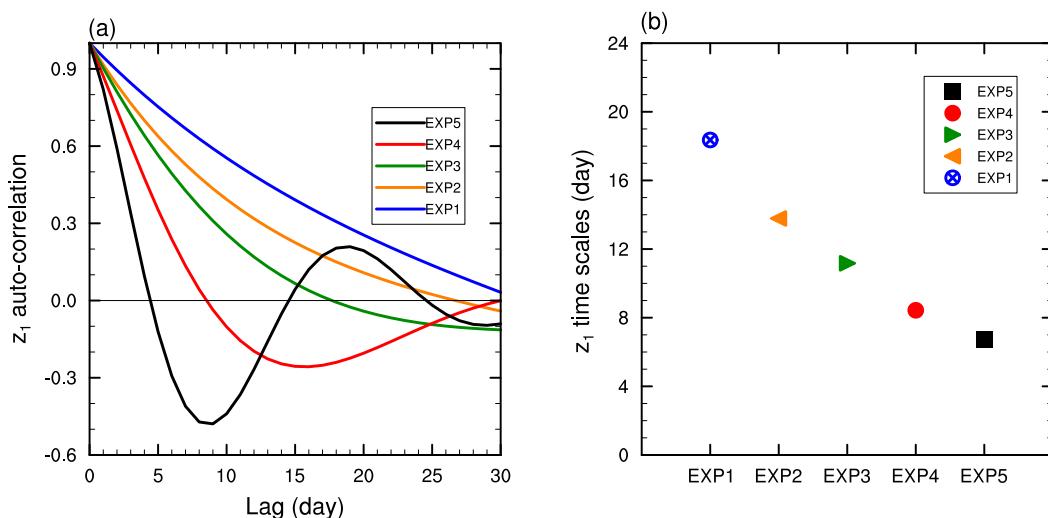 (a)
0.9
0.6
0.3
0.0
-0.3
-0.6
z₁ auto-correlation
0 5 10 15 20 25 30
Lag (day)
EXP5
EXP4
EXP3
EXP2
EXP1
(b)
24
20
16
12
8
4
0
z₁ time scales (day)
EXP1 EXP2 EXP3 EXP4 EXP5
EXP5
EXP4
EXP3
EXP2
EXP1